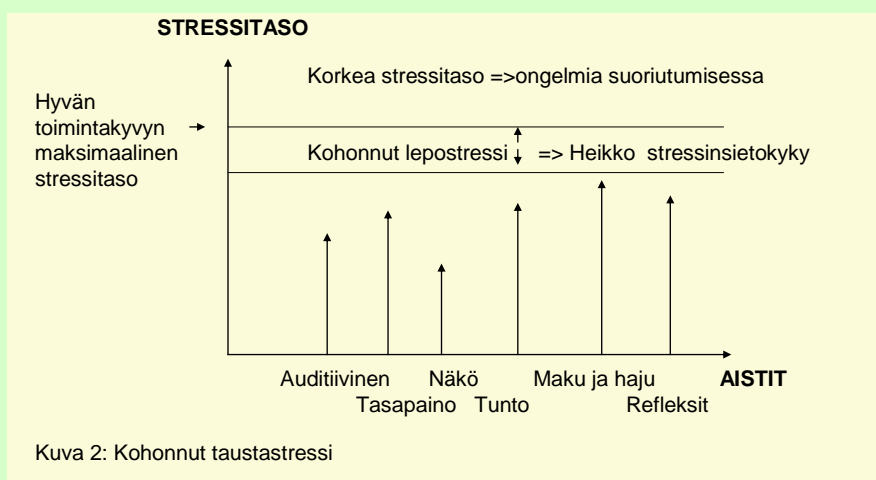 STRESSITASO
Korkea stressitaso =>ongelmia suoriutumisessa
Hyvän
toimintakyvyn
maksimaalinen
stressitaso
Kohonnut lepostressi => Heikko stressinsietokyky
Auditiivinen Näkö Maku ja haju AISTIT
Tasapaino Tunto Refleksit
Kuva 2: Kohonnut taustastressi